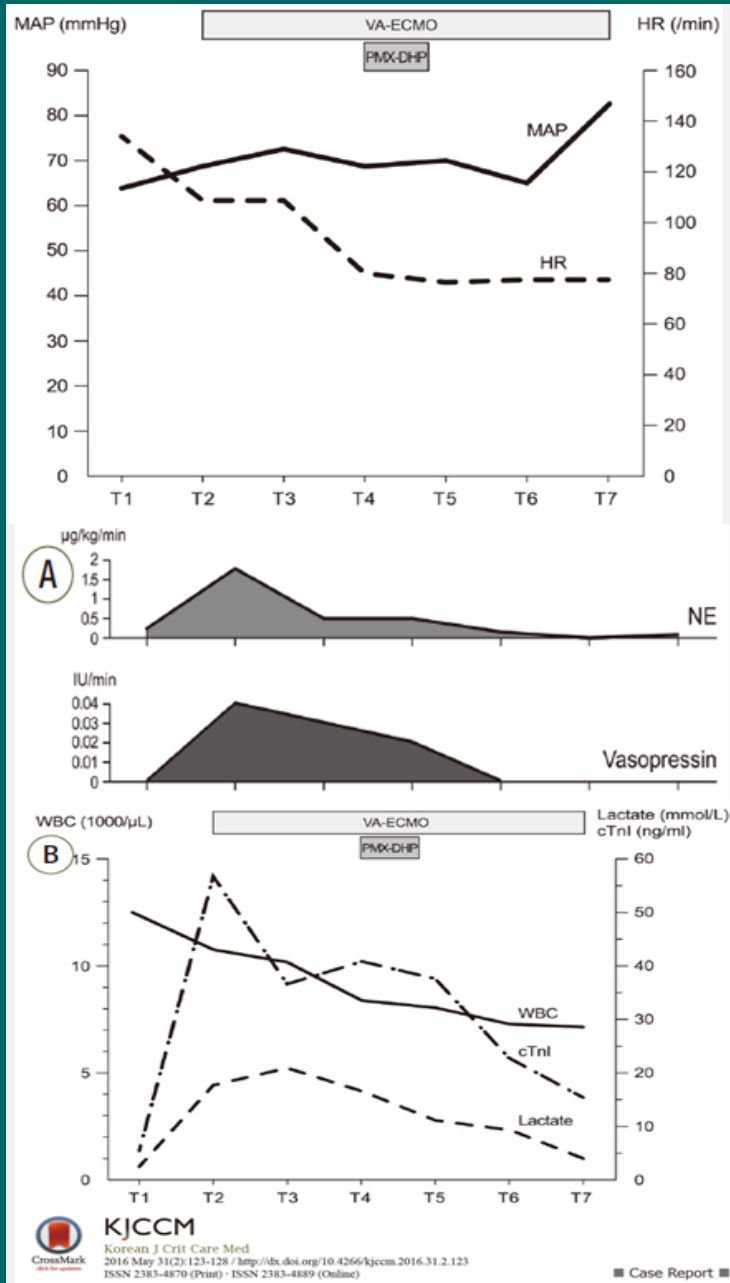 MAP (mmHg) VA-ECMO HR (/min)
PMX-DHP
90 160
80 140
70 120
60 100
50 80
40 60
30 40
20 20
10 0
0
MAP
HR
T1 T2 T3 T4 T5 T6 T7
A
µg/kg/min
2
1.5
1
0.5
0
NE
IU/min
0.04
0.03
0.02
0.01
0
Vasopressin
WBC (1000/µL) VA-ECMO Lactate (mmol/L)
cTnI (ng/ml)
B
PMX-DHP
15 60
50
10 40
30
5 20
10
0 0
WBC
cTnI
Lactate
T1 T2 T3 T4 T5 T6 T7
CrossMark
click for updates
KJCCM
Korean J Crit Care Med
2016 May 31(2):123-128 / http://dx.doi.org/10.4266/kjccm.2016.31.2.123
ISSN 2383-4870 (Print) · ISSN 2383-4889 (Online)
■ Case Report ■